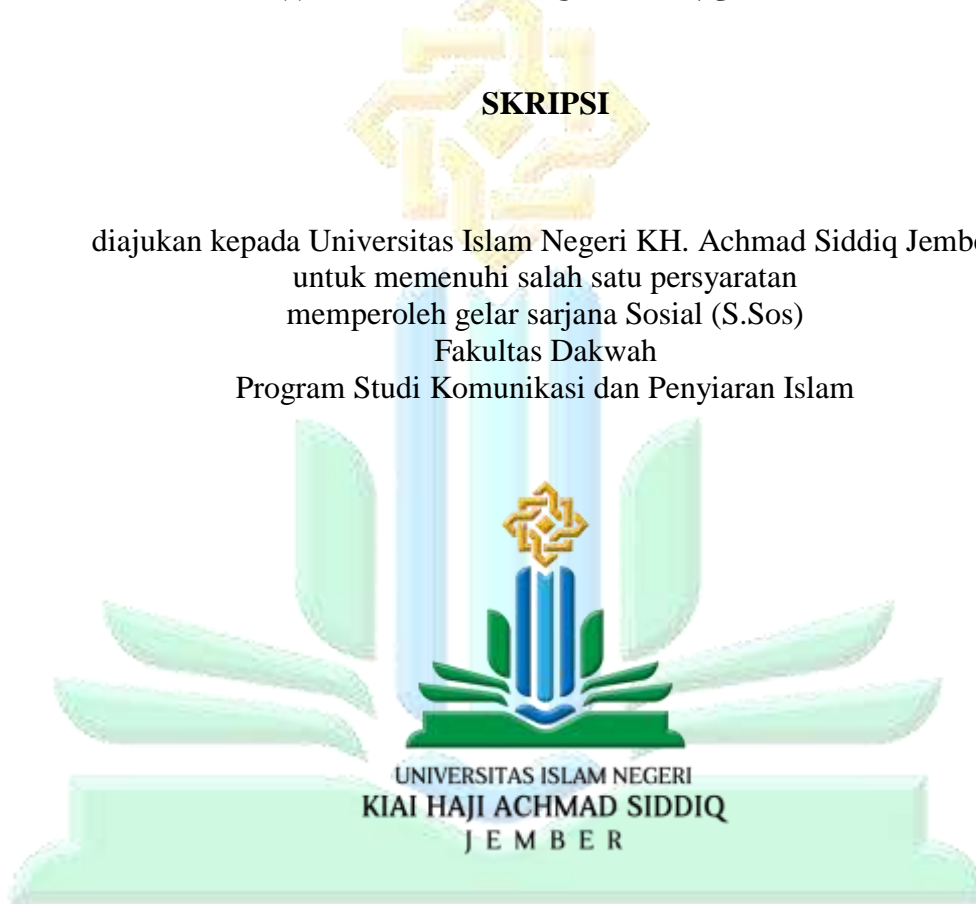 SKRIPSI
diajukan kepada Universitas Islam Negeri KH. Achmad Siddiq
untuk memenuhi salah satu persyaratan
memperoleh gelar sarjana Sosial (S.Sos)
Fakultas Dakwah
Program Studi Komunikasi dan Penyiaran Islam
UNIVERSITAS ISLAM NEGERI
KIAI HAJI ACHMAD SIDDIQ
JEMBER